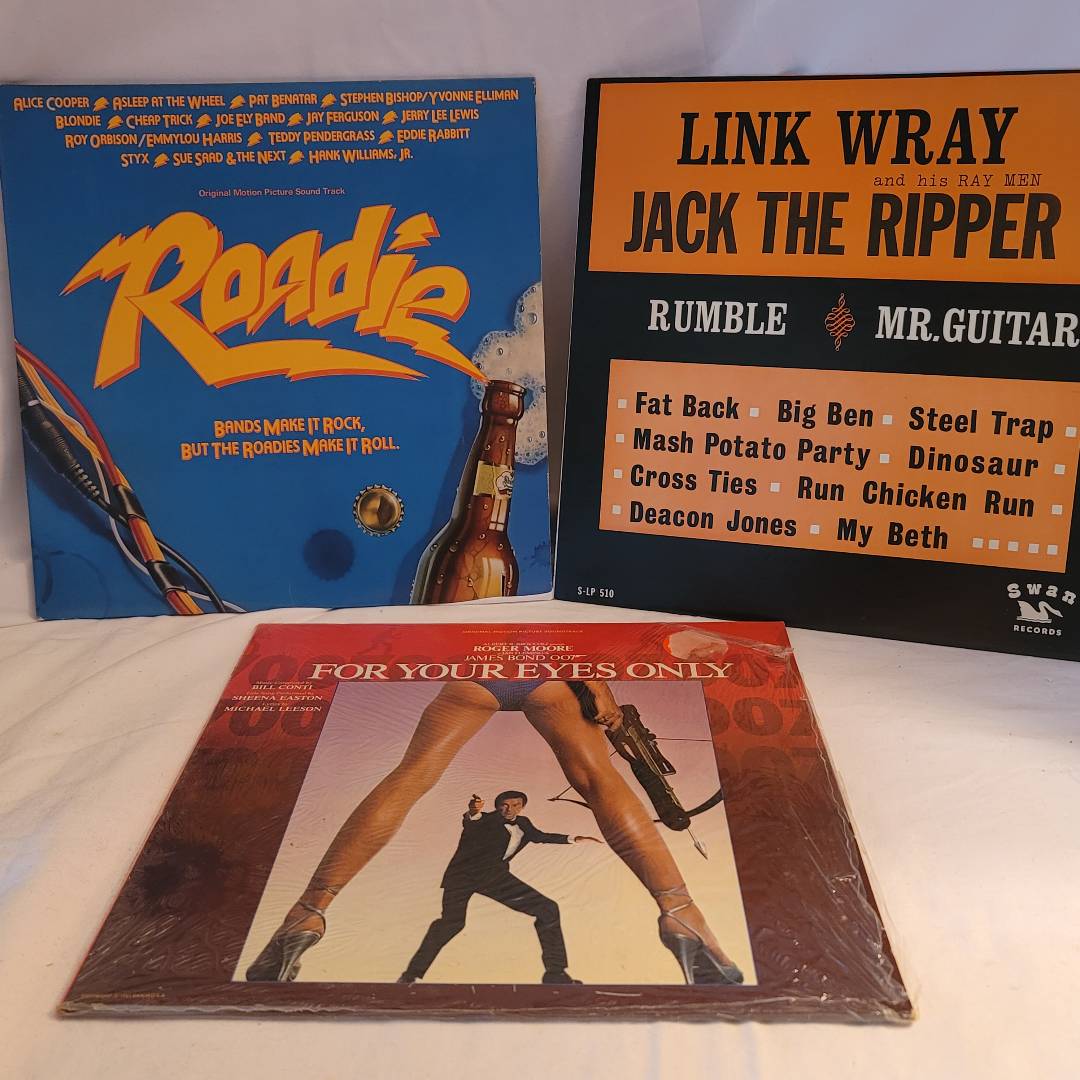 ALICE COOPER ASLEEP AT THE WHEEL PAT BENATAR STEPHEN BISHOP/YVONNE ELLIMAN
BLONDIE CHEAP TRICK JOE ELY BAND JAY FERGUSON JERRY LEE LEWIS
ROY ORBISON/EMMYLOU HARRIS TEDDY PENDERGRASS EDDIE RABBITT
STYX SUE SAAD & THE NEXT HANK WILLIAMS, JR.
Original Motion Picture Sound Track
Roadie
BANDS MAKE IT ROCK,
BUT THE ROADIES MAKE IT ROLL.
LINK WRAY
and his RAY MEN
JACK THE RIPPER
RUMBLE MR.GUITAR
Fat Back Big Ben Steel Trap
Mash Potato Party Dinosaur
Cross Ties Run Chicken Run
Deacon Jones My Beth
S-LP 510
Swan
RECORDS
ORIGINAL MOTION PICTURE SOUNDTRACK
ROGER MOORE
JAMES BOND 007
FOR YOUR EYES ONLY
BILL CONTI
SHEENA EASTON
Lyrics by
MICHAEL LEESON
007